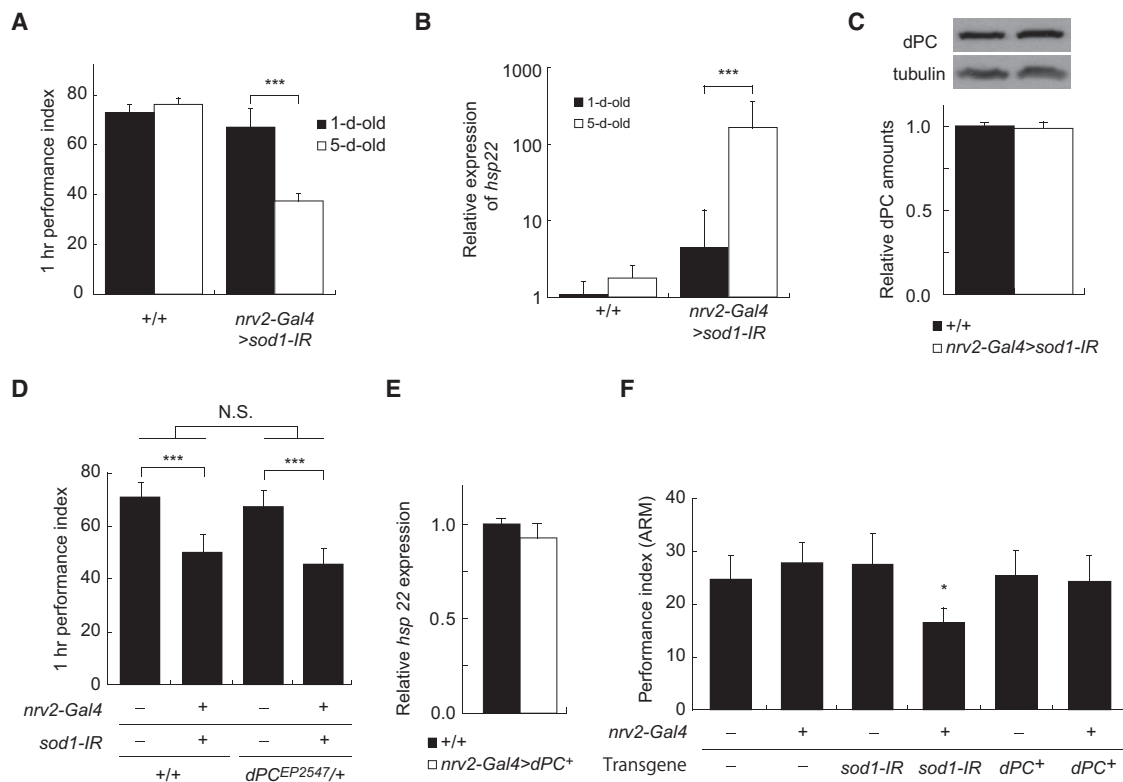 A
1 hr performance index
80
60
40
20
0
***
1-d-old
5-d-old
+/+
nrv2-Gal4
>sod1-IR
B
Relative expression
of hsp22
1000
100
10
1
1-d-old
5-d-old
***
+/+
nrv2-Gal4
>sod1-IR
C
dPC
tubulin
Relative dPC amounts
1.0
0.5
0.0
+/+
nrv2-Gal4>sod1-IR
D
N.S.
***
***
1 hr performance index
80
60
40
20
0
nrv2-Gal4 – + – +
sod1-IR – + – +
+/+ dPCEP2547/+
E
Relative hsp 22 expression
1.0
0.5
0.0
+/+
nrv2-Gal4>dPC+
F
Performance index (ARM)
40
30
20
10
0
*
nrv2-Gal4 – + – + – +
Transgene – – sod1-IR sod1-IR dPC+ dPC+